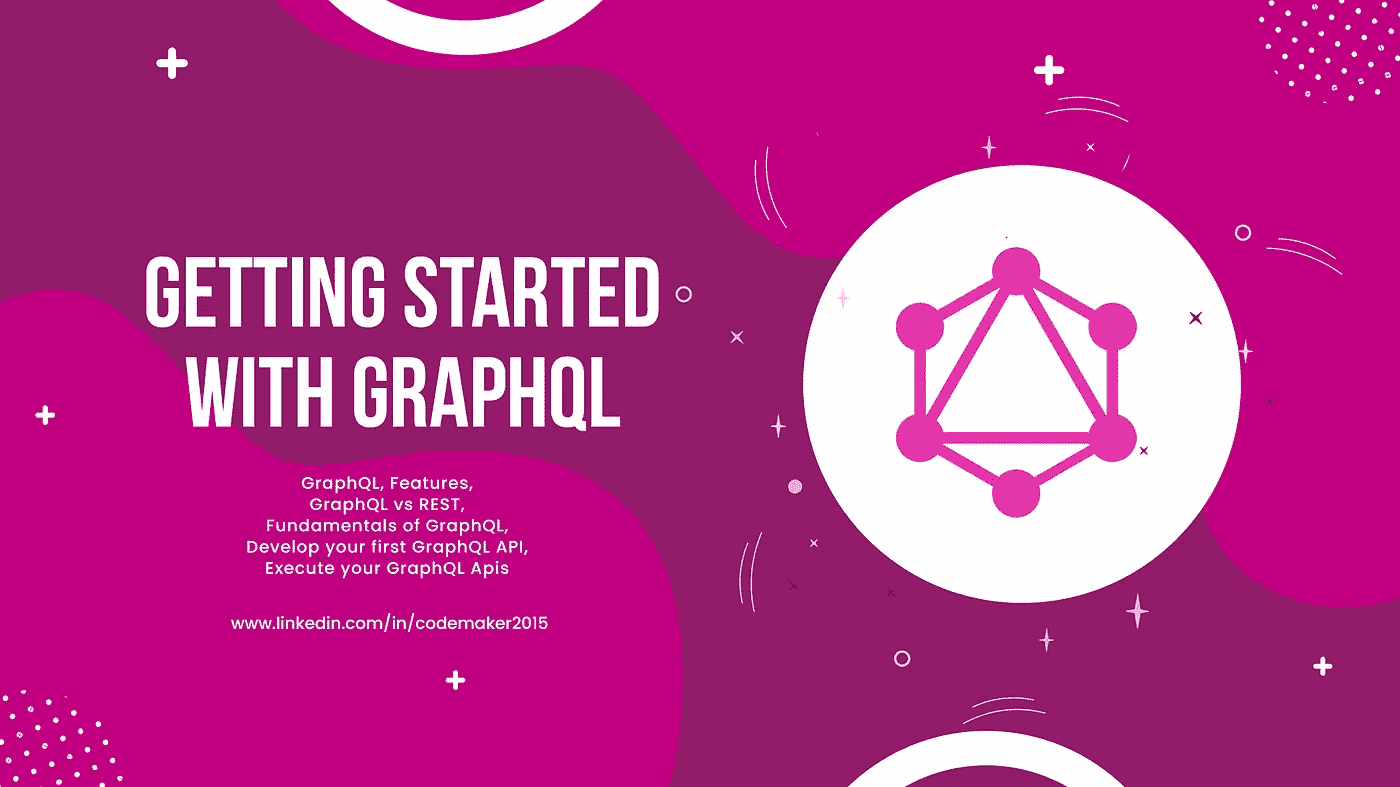 GETTING STARTED
WITH GRAPHQL
GraphQL, Features,
GraphQL vs REST,
Fundamentals of GraphQL,
Develop your first GraphQL API,
Execute your GraphQL Apis
www.linkedin.com/in/codemaker2015